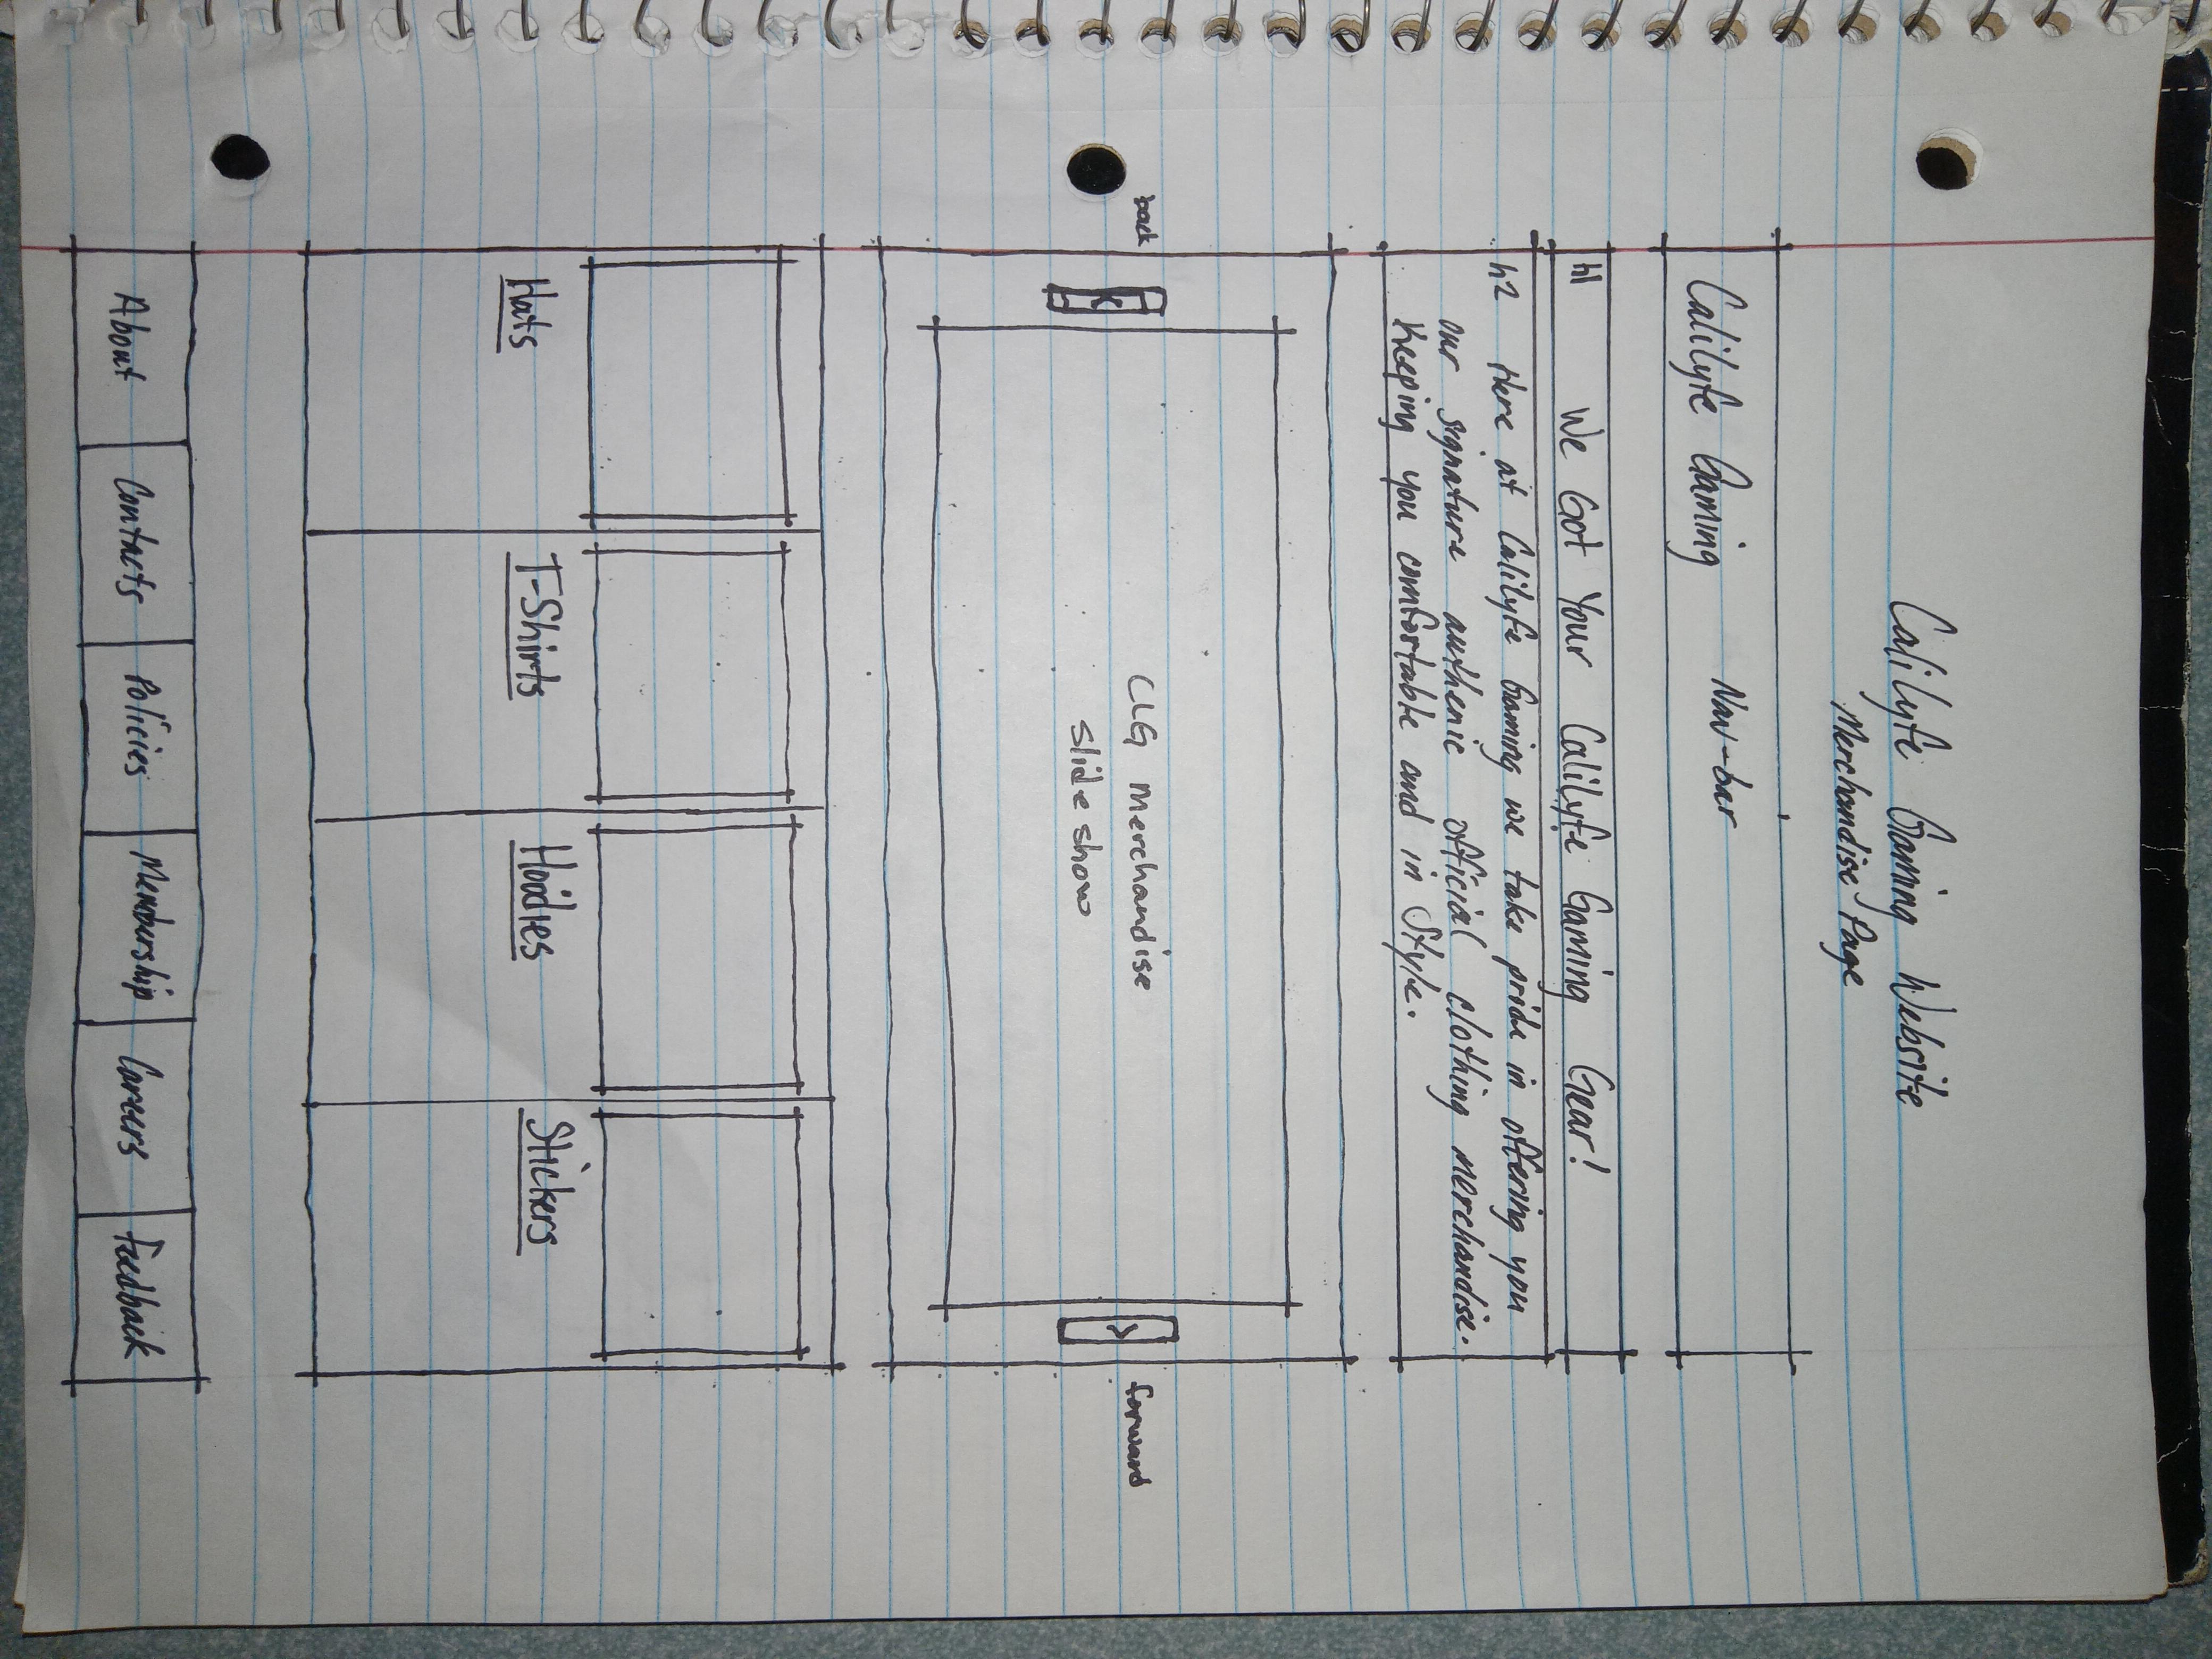 Calilyfe Gaming Website
Merchandise Page
Calilyfe Gaming Nav-bar
h1 We Got Your Calilyfe Gaming Gear!
h2 Here at Calilyfe Gaming we take pride in offering you
our signature authenic official clothing merchandise.
Keeping you comfortable and in Style.
back
<
CLG Merchandise
slide show
>
forward
Hats
T-Shirts
Hoodies
Stickers
About
Contacts
Policies
Membership
Careers
Feedback